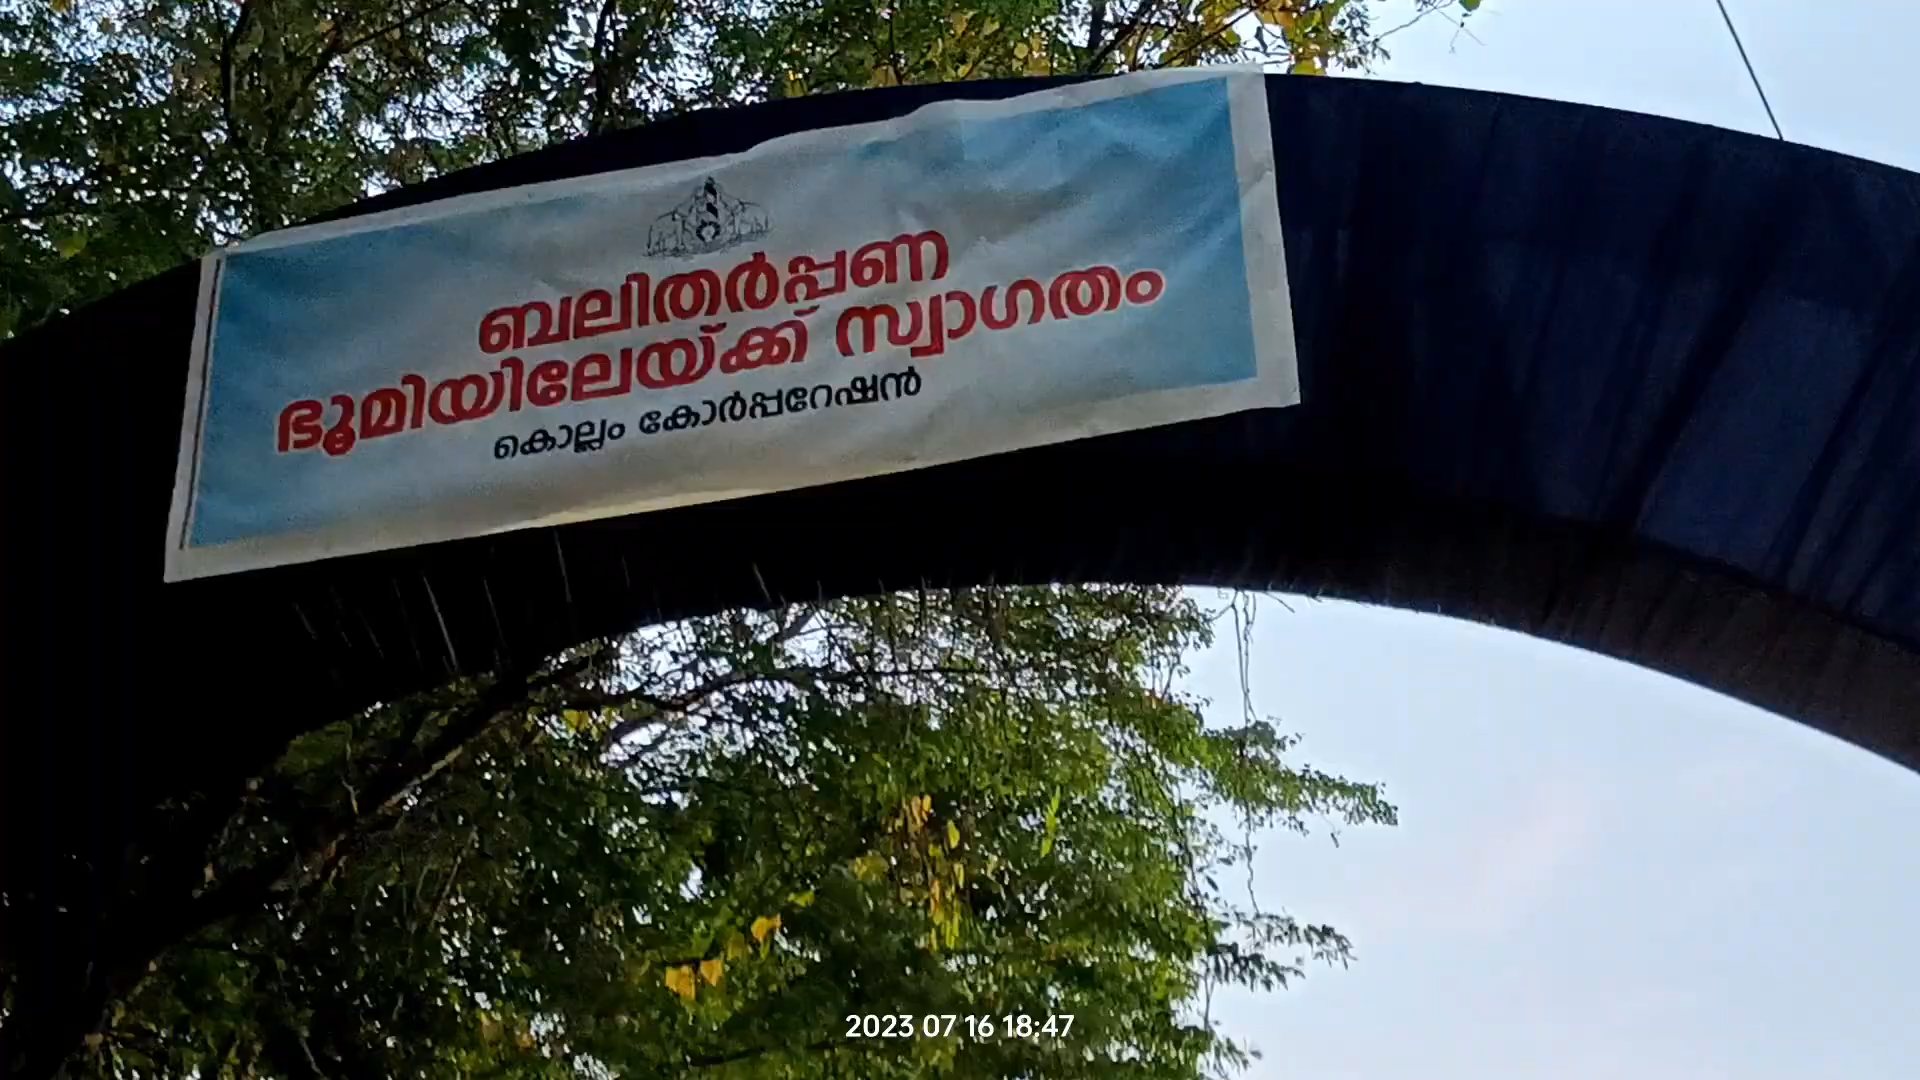 ബലിതർപ്പണ
ഭൂമിയിലേയ്ക്ക് സ്വാഗതം
കൊല്ലം കോർപ്പറേഷൻ
2023 07 16 18:47